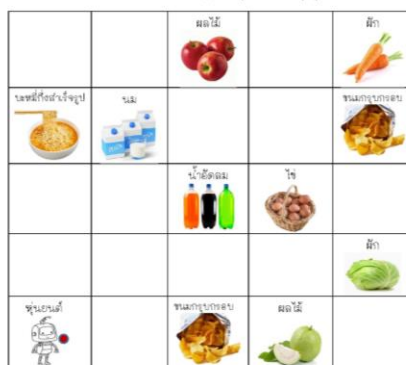 ผลไม้
ผัก
บะหมี่กึ่งสำเร็จรูป
นม
ขนมกรุบกรอบ
น้ำอัดลม
ไข่
ผัก
หุ่นยนต์
ขนมกรุบกรอบ
ผลไม้